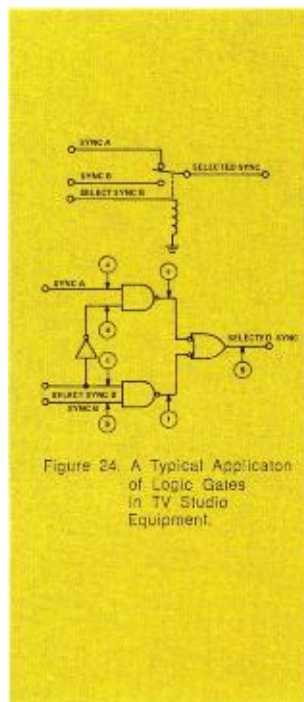 SYNC A
SELECTED SYNC
SYNC B
SELECT SYNC B
SYNC A
SELECTED SYNC
SELECT SYNC B
SYNC B
Figure 24. A Typical Applicaton
of Logic Gates
in TV Studio
Equipment.